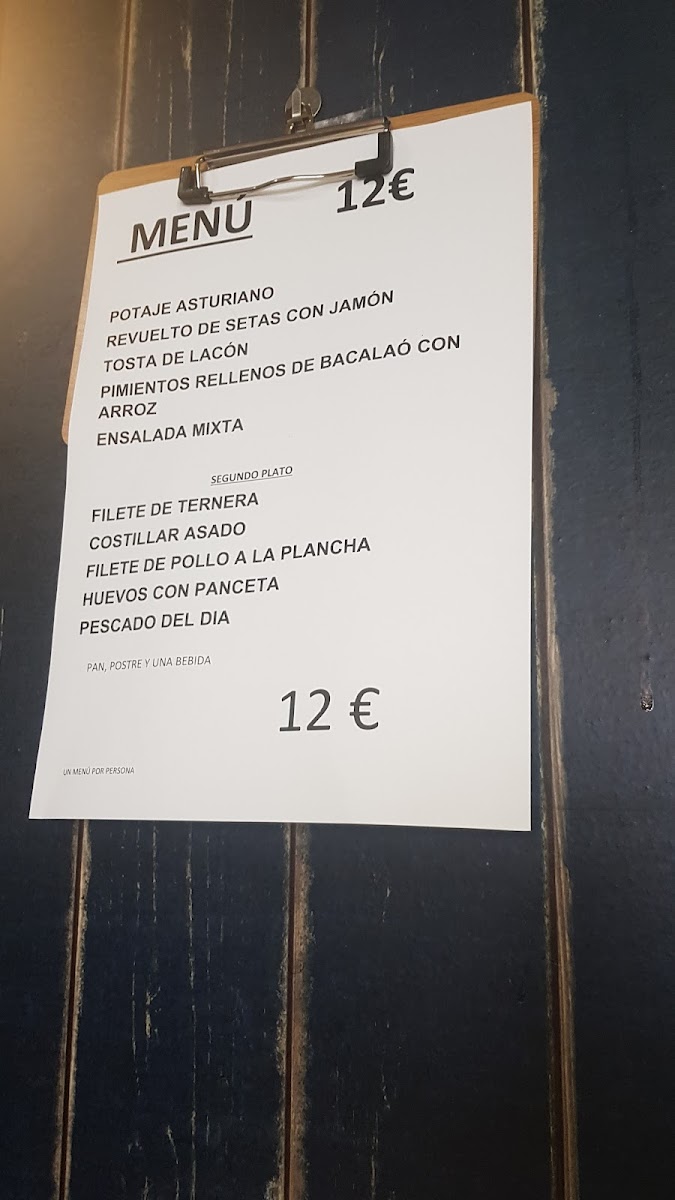 MENÚ 12€
POTAJE ASTURIANO
REVUELTO DE SETAS CON JAMÓN
TOSTA DE LACÓN
PIMIENTOS RELLENOS DE BACALAÓ CON
ARROZ
ENSALADA MIXTA
SEGUNDO PLATO
FILETE DE TERNERA
COSTILLAR ASADO
FILETE DE POLLO A LA PLANCHA
HUEVOS CON PANCETA
PESCADO DEL DIA
PAN, POSTRE Y UNA BEBIDA
12 €
UN MENÚ POR PERSONA